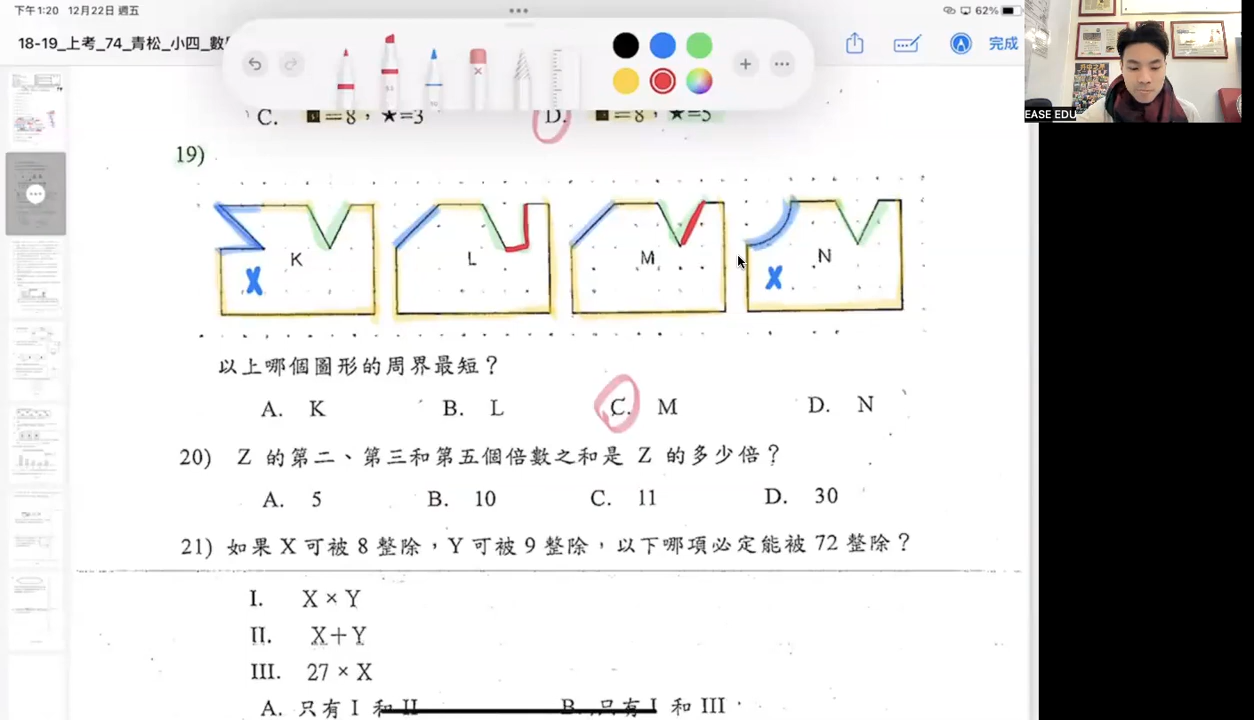 下午1:20 12月22日 週五
62%
18-19_上考_74_青松_小四_數
完成
EASE EDU
C. ■=8，★=3 D. ■=8，★=5
19)
K L M N
X X
以上哪個圖形的周界最短？
A. K B. L C. M D. N
20) Z 的第二、第三和第五個倍數之和是 Z 的多少倍？
A. 5 B. 10 C. 11 D. 30
21) 如果 X 可被 8 整除，Y 可被 9 整除，以下哪項必定能被 72 整除？
I. X × Y
II. X＋Y
III. 27 × X
A. 只有 I 和 II B. 只有 I 和 III